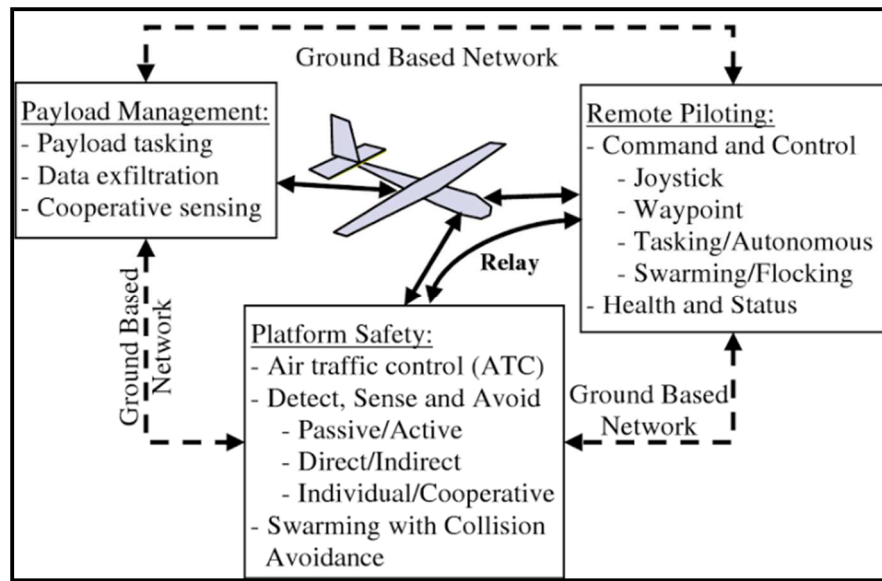 Ground Based Network
Payload Management:
- Payload tasking
- Data exfiltration
- Cooperative sensing
Remote Piloting:
- Command and Control
- Joystick
- Waypoint
- Tasking/Autonomous
- Swarming/Flocking
- Health and Status
Relay
Ground Based
Network
Platform Safety:
- Air traffic control (ATC)
- Detect, Sense and Avoid
- Passive/Active
- Direct/Indirect
- Individual/Cooperative
- Swarming with Collision
Avoidance
Ground Based
Network